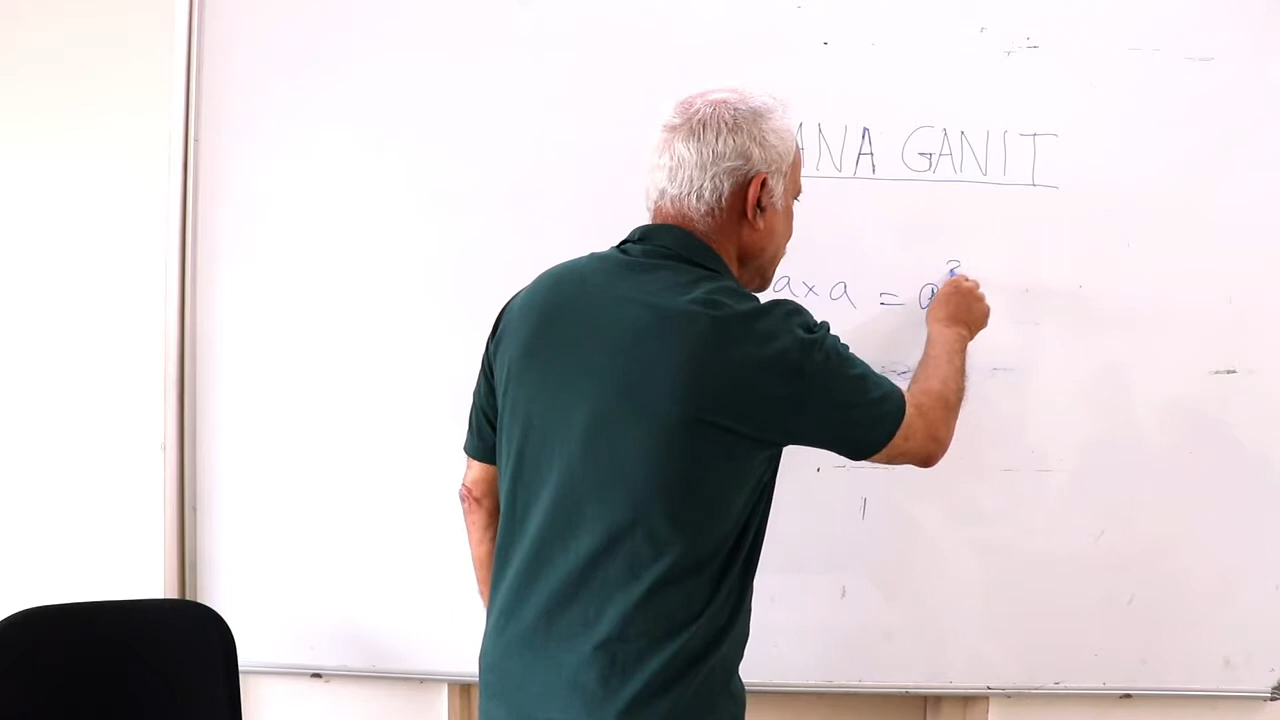 ANA GANIT
a × a = a²